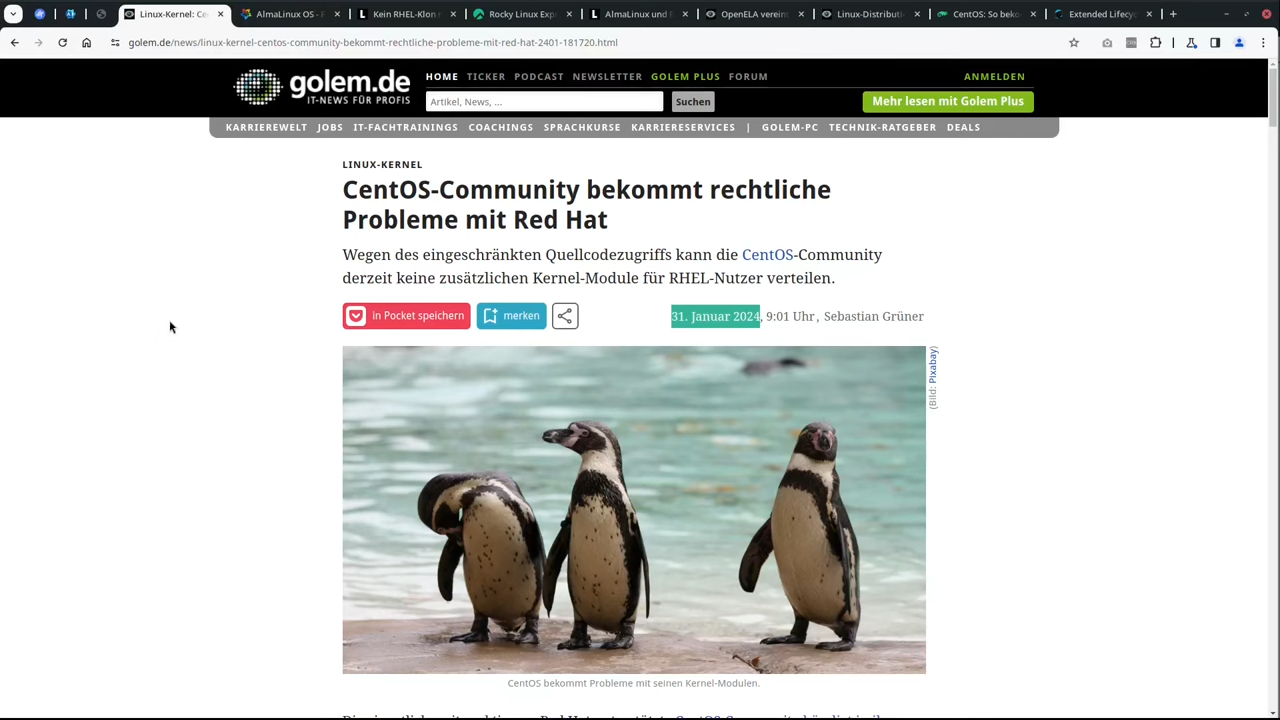 Linux-Kernel: Ce
AlmaLinux OS - F
Kein RHEL-Klon
Rocky Linux Exp
AlmaLinux und E
OpenELA verein
Linux-Distributi
CentOS: So beko
Extended Lifecy
golem.de/news/linux-kernel-centos-community-bekommt-rechtliche-probleme-mit-red-hat-2401-181720.html
golem.de
IT-NEWS FÜR PROFIS
HOME TICKER PODCAST NEWSLETTER GOLEM PLUS FORUM
ANMELDEN
Artikel, News, ...
Suchen
Mehr lesen mit Golem Plus
KARRIEREWELT JOBS IT-FACHTRAININGS COACHINGS SPRACHKURSE KARRIERESERVICES | GOLEM-PC TECHNIK-RATGEBER DEALS
LINUX-KERNEL
CentOS-Community bekommt rechtliche
Probleme mit Red Hat
Wegen des eingeschränkten Quellcodezugriffs kann die CentOS-Community
derzeit keine zusätzlichen Kernel-Module für RHEL-Nutzer verteilen.
in Pocket speichern
merken
31. Januar 2024, 9:01 Uhr, Sebastian Grüner
(Bild: Pixabay)
CentOS bekommt Probleme mit seinen Kernel-Modulen.